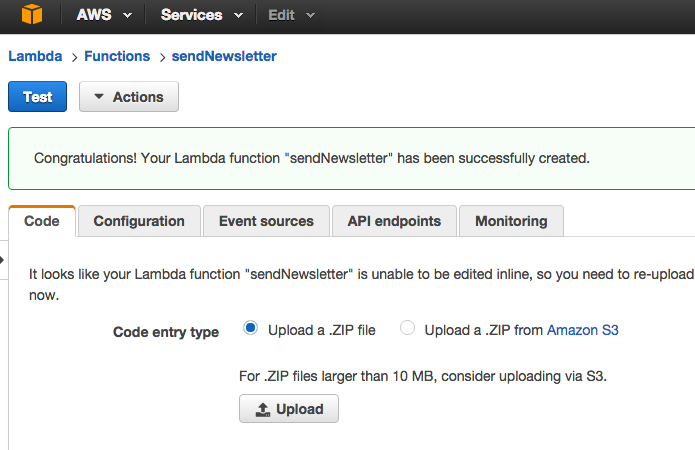 AWS Services Edit
Lambda > Functions > sendNewsletter
Test Actions
Congratulations! Your Lambda function "sendNewsletter" has been successfully created.
Code Configuration Event sources API endpoints Monitoring
It looks like your Lambda function "sendNewsletter" is unable to be edited inline, so you need to re-upload
now.
Code entry type Upload a .ZIP file Upload a .ZIP from Amazon S3
For .ZIP files larger than 10 MB, consider uploading via S3.
Upload